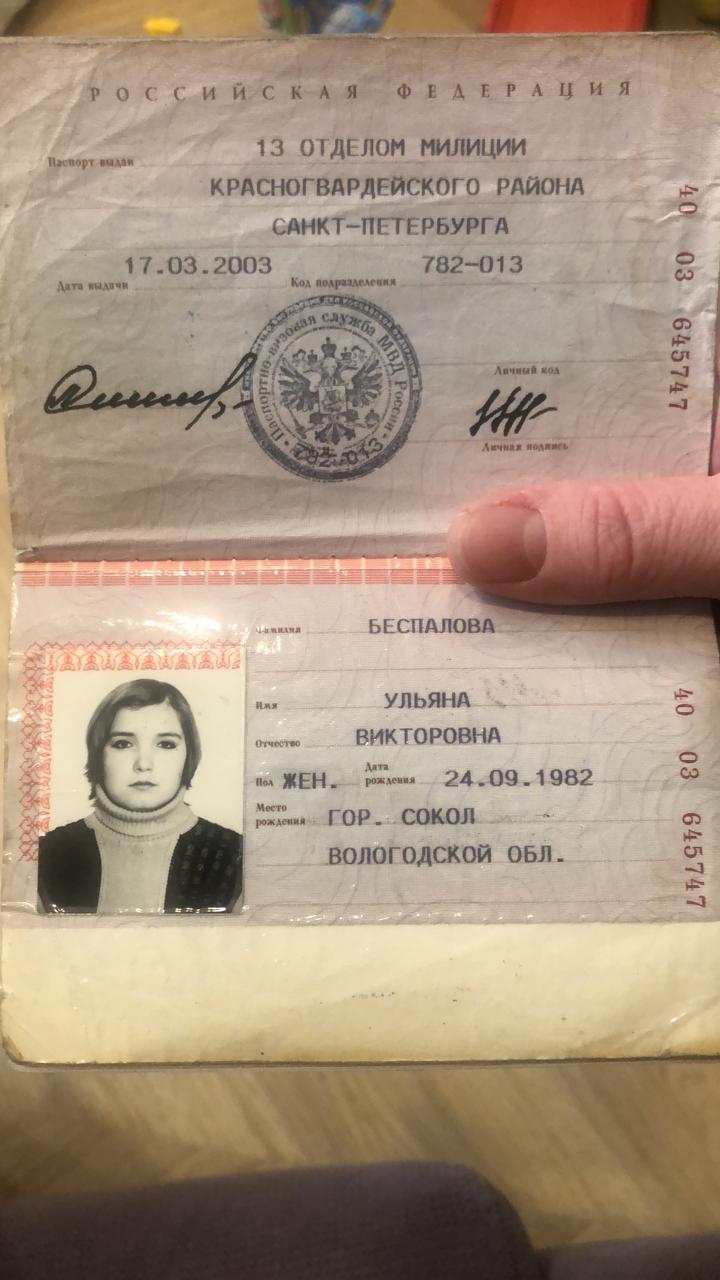 РОССИЙСКАЯ ФЕДЕРАЦИЯ
Паспорт выдан 13 ОТДЕЛОМ МИЛИЦИИ
КРАСНОГВАРДЕЙСКОГО РАЙОНА
САНКТ-ПЕТЕРБУРГА
Дата выдачи 17.03.2003 Код подразделения 782-013
Паспортно-визовая служба МВД России
782-013
Личный код
Личная подпись
40 03 645747
Фамилия БЕСПАЛОВА
Имя УЛЬЯНА
Отчество ВИКТОРОВНА
Пол ЖЕН. Дата рождения 24.09.1982
Место рождения ГОР. СОКОЛ
ВОЛОГОДСКОЙ ОБЛ.
40 03 645747